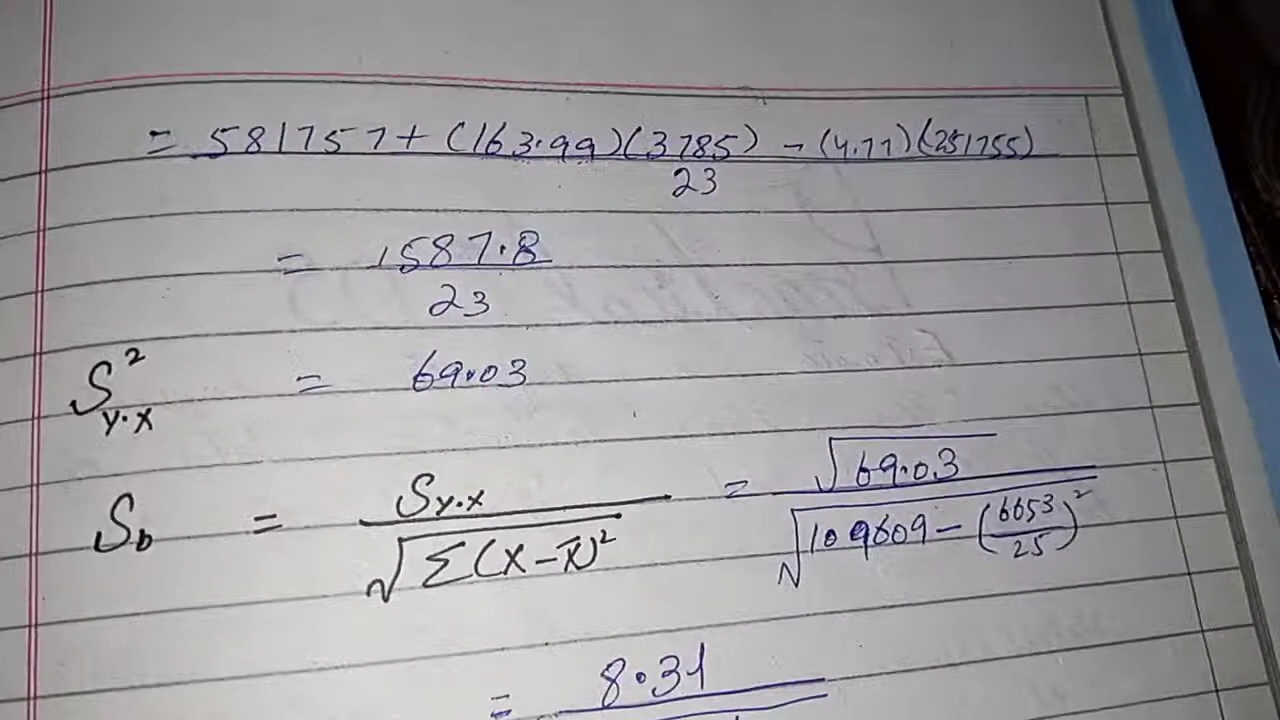 = 581757 + (163.99)(3785) - (4.77)(251755)
23
= 1587.8
23
S²y.x = 69.03
Sb = Sy.x / √Σ(X-x̄)² = √69.03 / √109609 - (6653/25)²
= 8.31